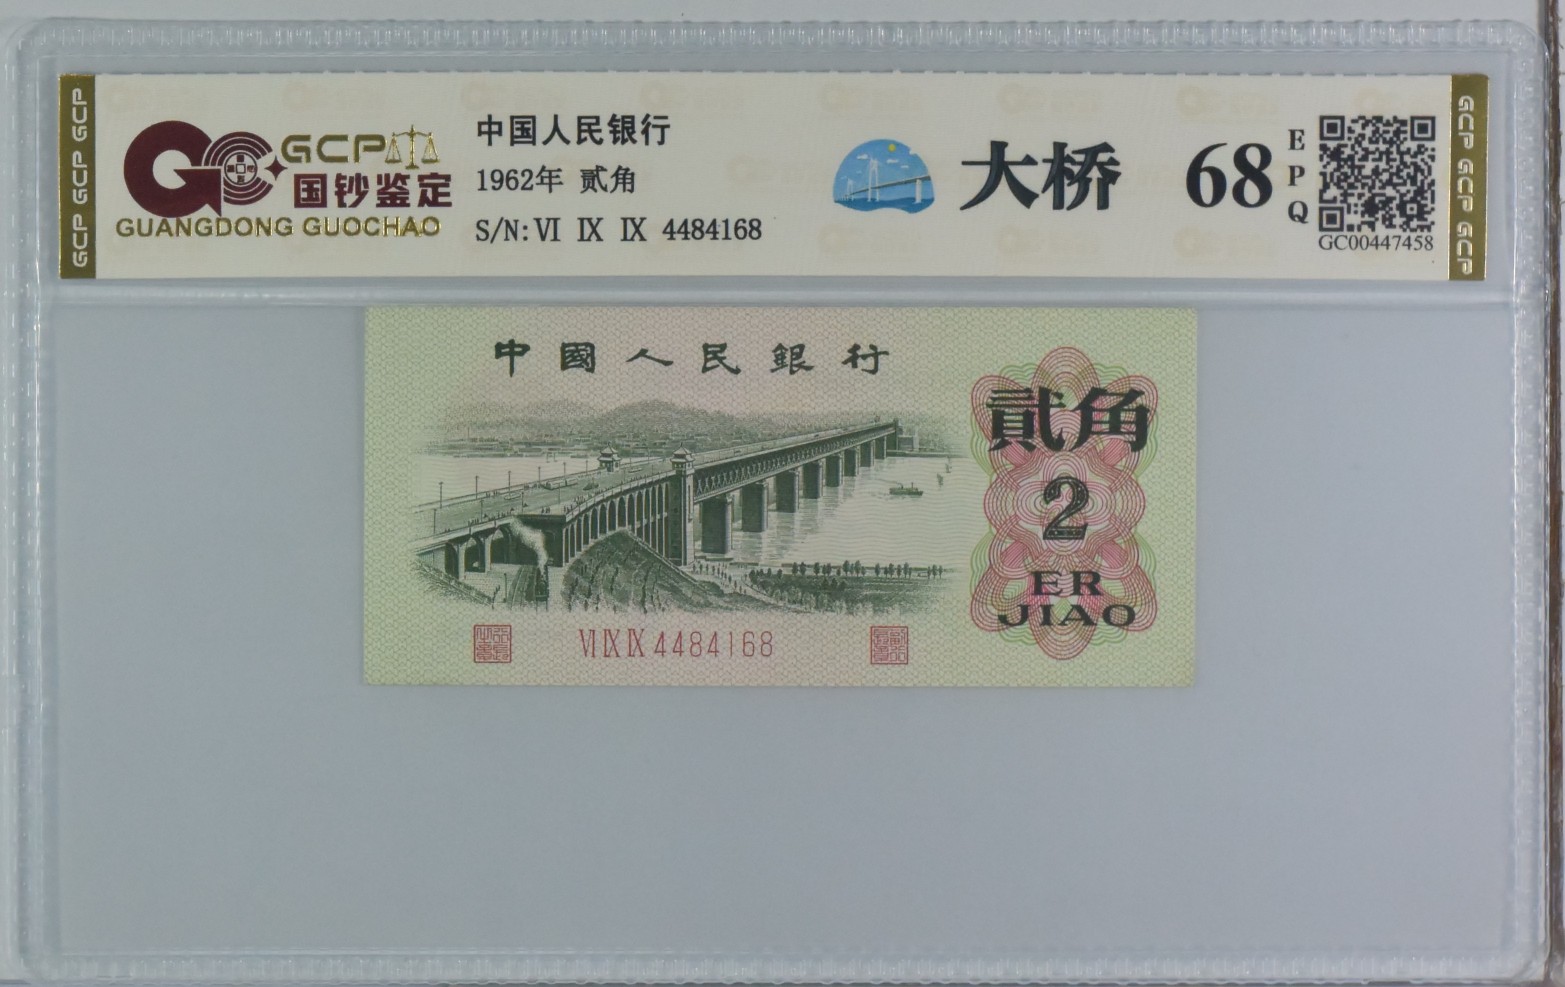 GCP GCP GCP
GCP
国钞鉴定
GUANGDONG GUOCHAO
中国人民银行
1962年 贰角
S/N: VI IX IX 4484168
大桥
68
EPQ
GC00447458
GCP GCP GCP
中國人民銀行
貳角
2
ER
JIAO
VI IX IX 4484168